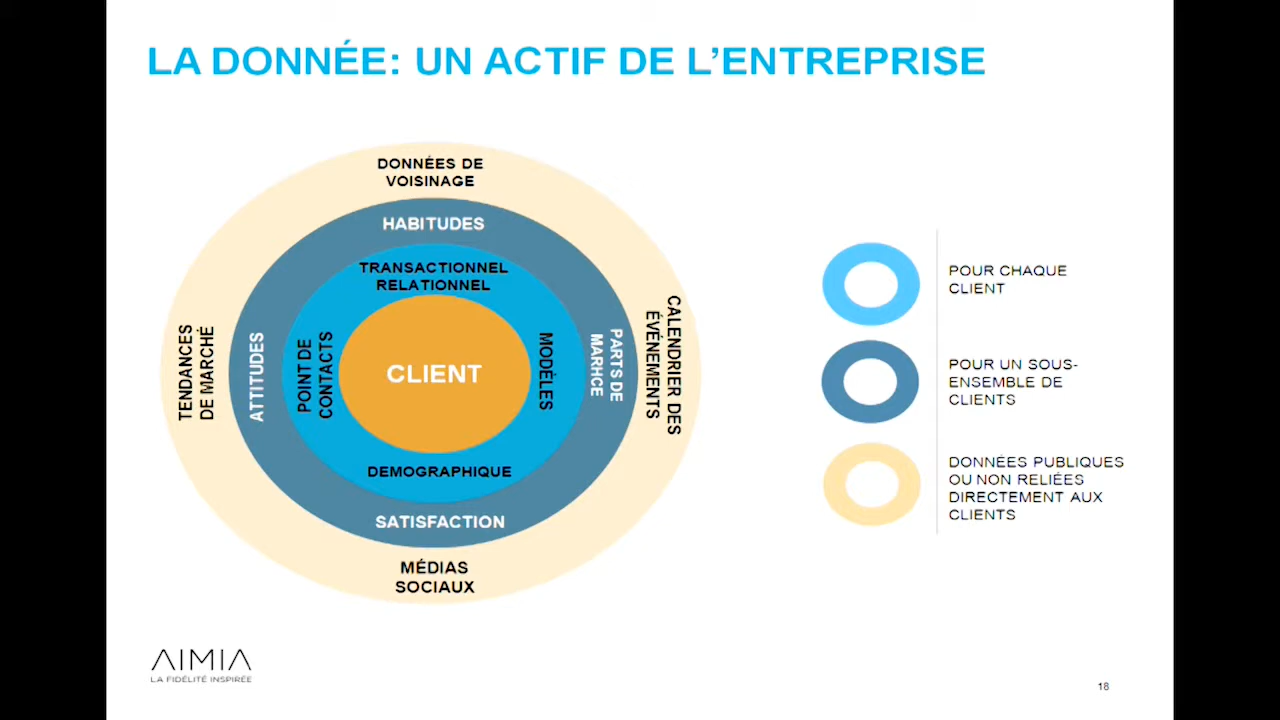 LA DONNÉE: UN ACTIF DE L'ENTREPRISE
DONNÉES DE
VOISINAGE
HABITUDES
TRANSACTIONNEL
RELATIONNEL
TENDANCES
DE MARCHÉ
ATTITUDES
POINT DE
CONTACTS
CLIENT
MODÈLES
PARTS DE
MARHCE
CALENDRIER DES
ÉVÉNEMENTS
DEMOGRAPHIQUE
SATISFACTION
MÉDIAS
SOCIAUX
POUR CHAQUE
CLIENT
POUR UN SOUS-
ENSEMBLE DE
CLIENTS
DONNÉES PUBLIQUES
OU NON RELIÉES
DIRECTEMENT AUX
CLIENTS
AIMIA
LA FIDÉLITÉ INSPIRÉE
18